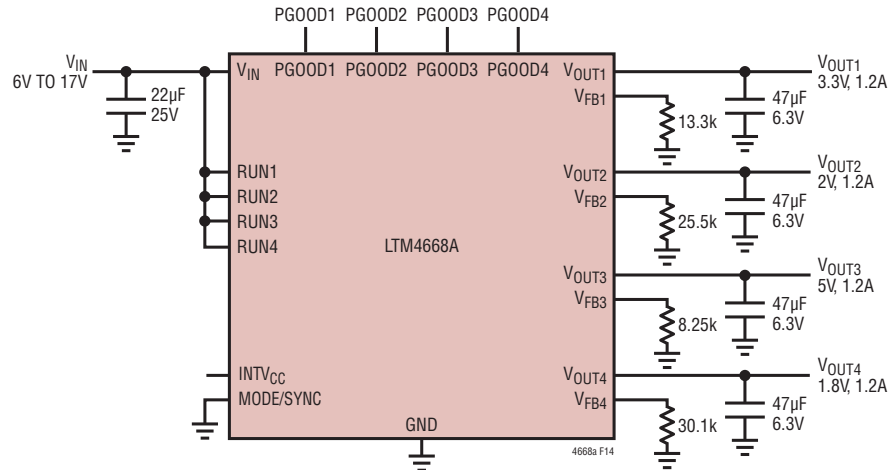 PGOOD1 PGOOD2 PGOOD3 PGOOD4
VIN
6V TO 17V
22µF
25V
VIN PGOOD1 PGOOD2 PGOOD3 PGOOD4
RUN1
RUN2
RUN3
RUN4
INTVCC
MODE/SYNC
LTM4668A
GND
VOUT1
VFB1
VOUT2
VFB2
VOUT3
VFB3
VOUT4
VFB4
13.3k
47µF
6.3V
VOUT1
3.3V, 1.2A
25.5k
47µF
6.3V
VOUT2
2V, 1.2A
8.25k
47µF
6.3V
VOUT3
5V, 1.2A
30.1k
47µF
6.3V
VOUT4
1.8V, 1.2A
4668a F14